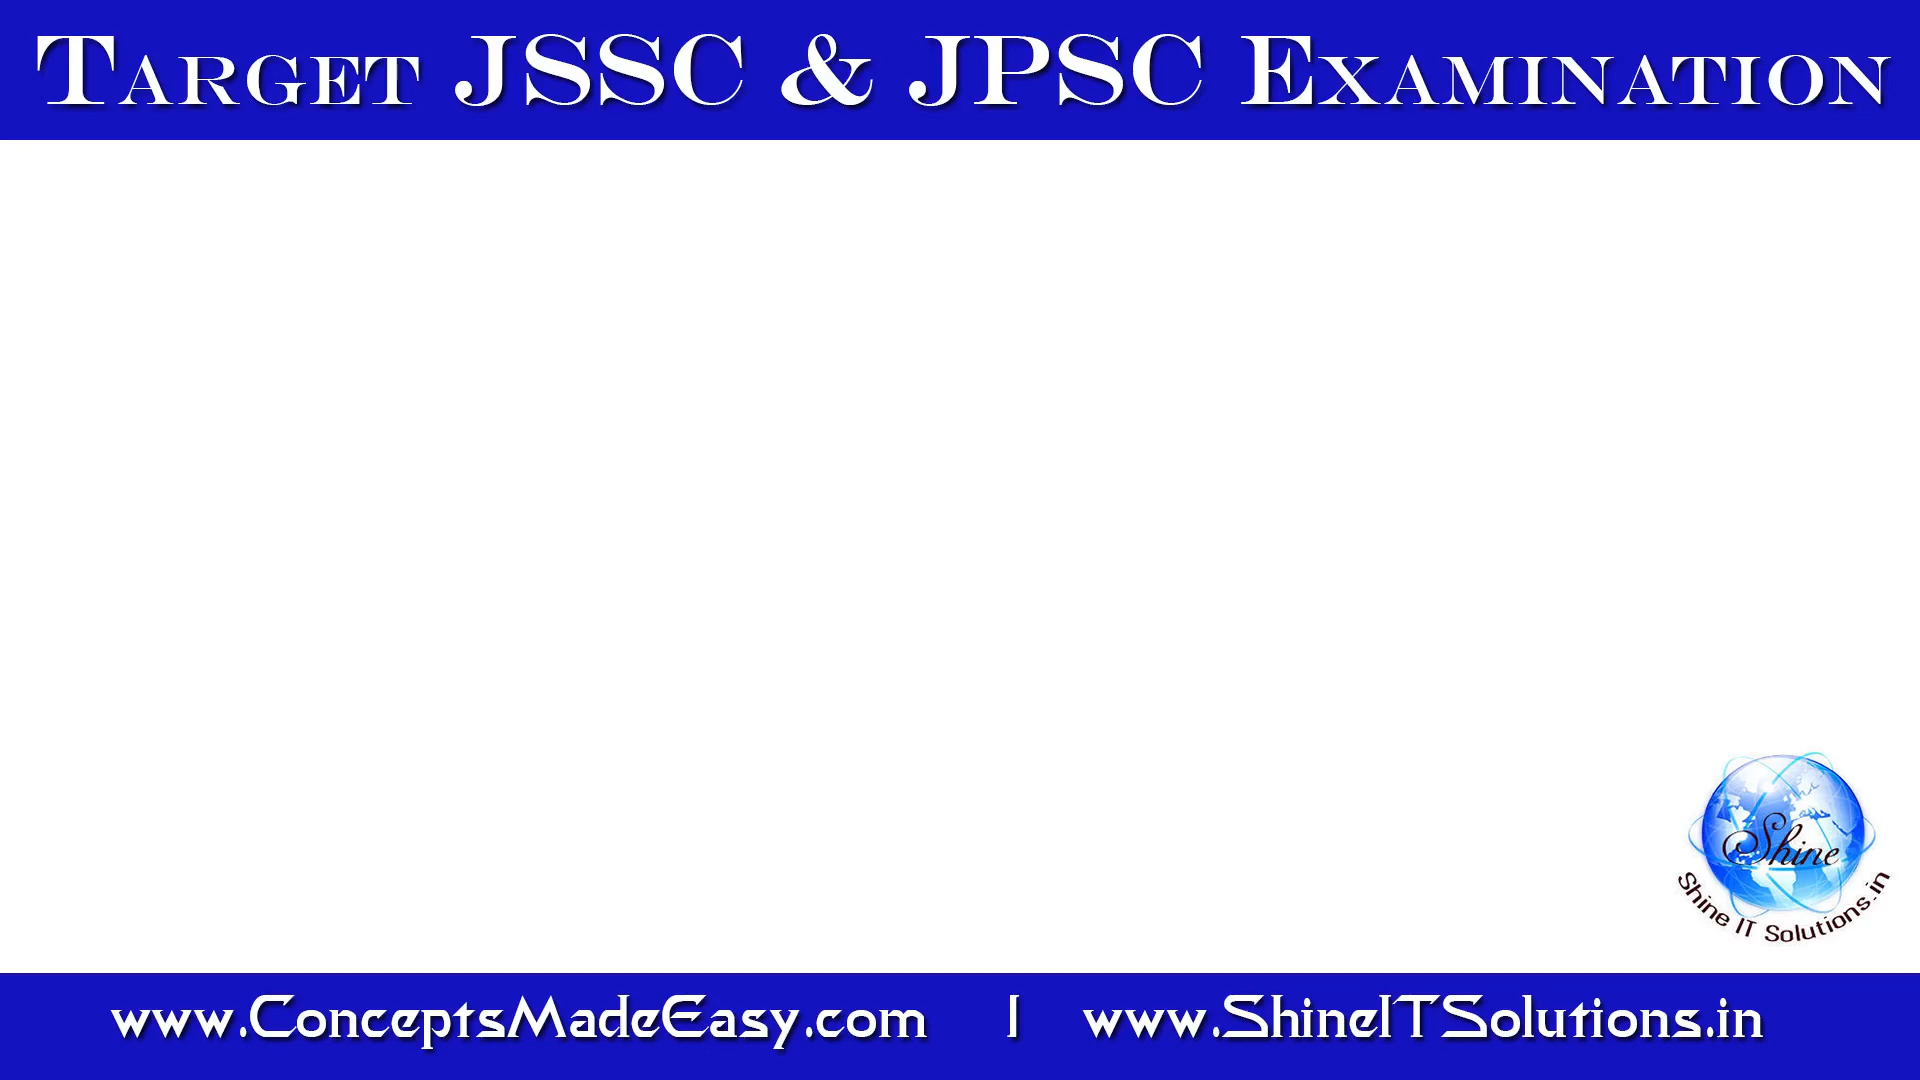 Target JSSC & JPSC Examination
Shine
Shine IT Solutions.in
www.ConceptsMadeEasy.com | www.ShineITSolutions.in